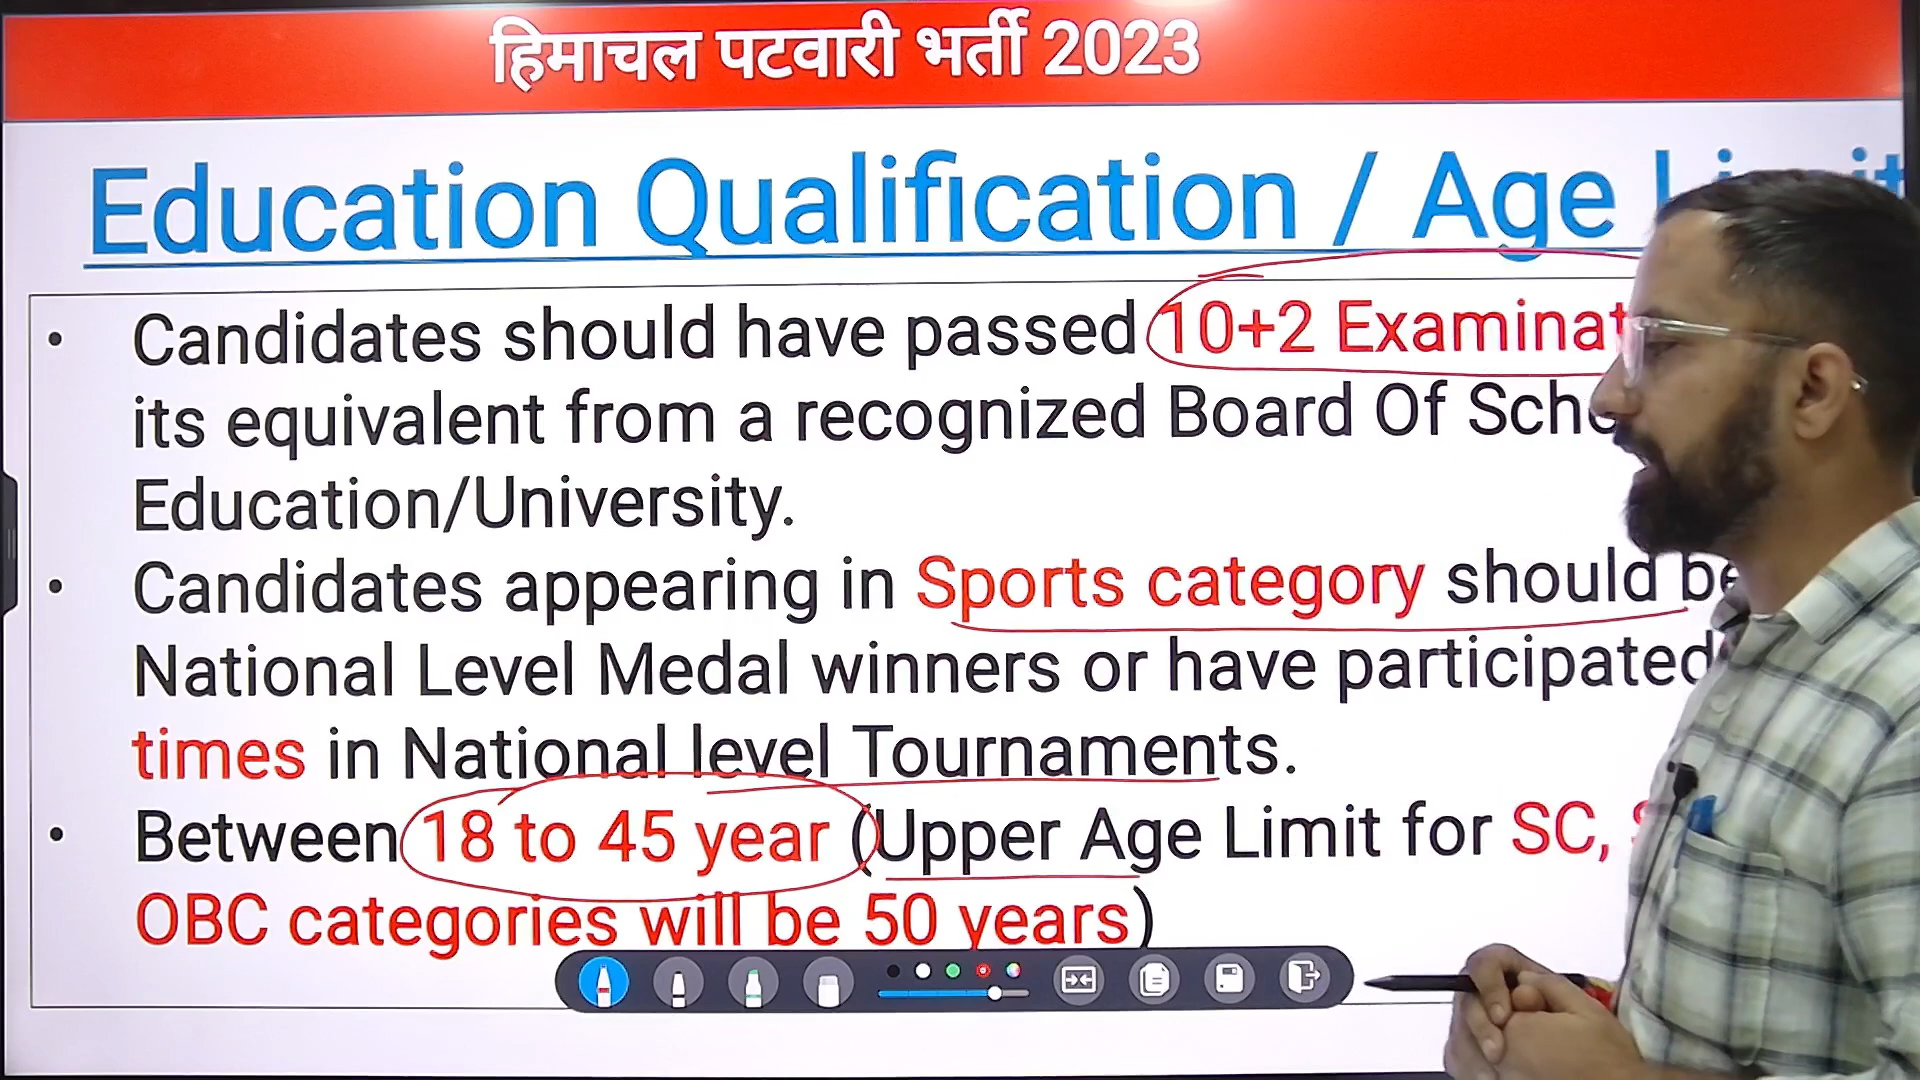 हिमाचल पटवारी भर्ती 2023
Education Qualification / Age
Candidates should have passed 10+2
its equivalent from a recognized Board Of
Education/University.
Candidates appearing in Sports category should be
National Level Medal winners or have participated
times in National level Tournaments.
Between 18 to 45 year (Upper Age Limit for SC,
OBC categories will be 50 years)